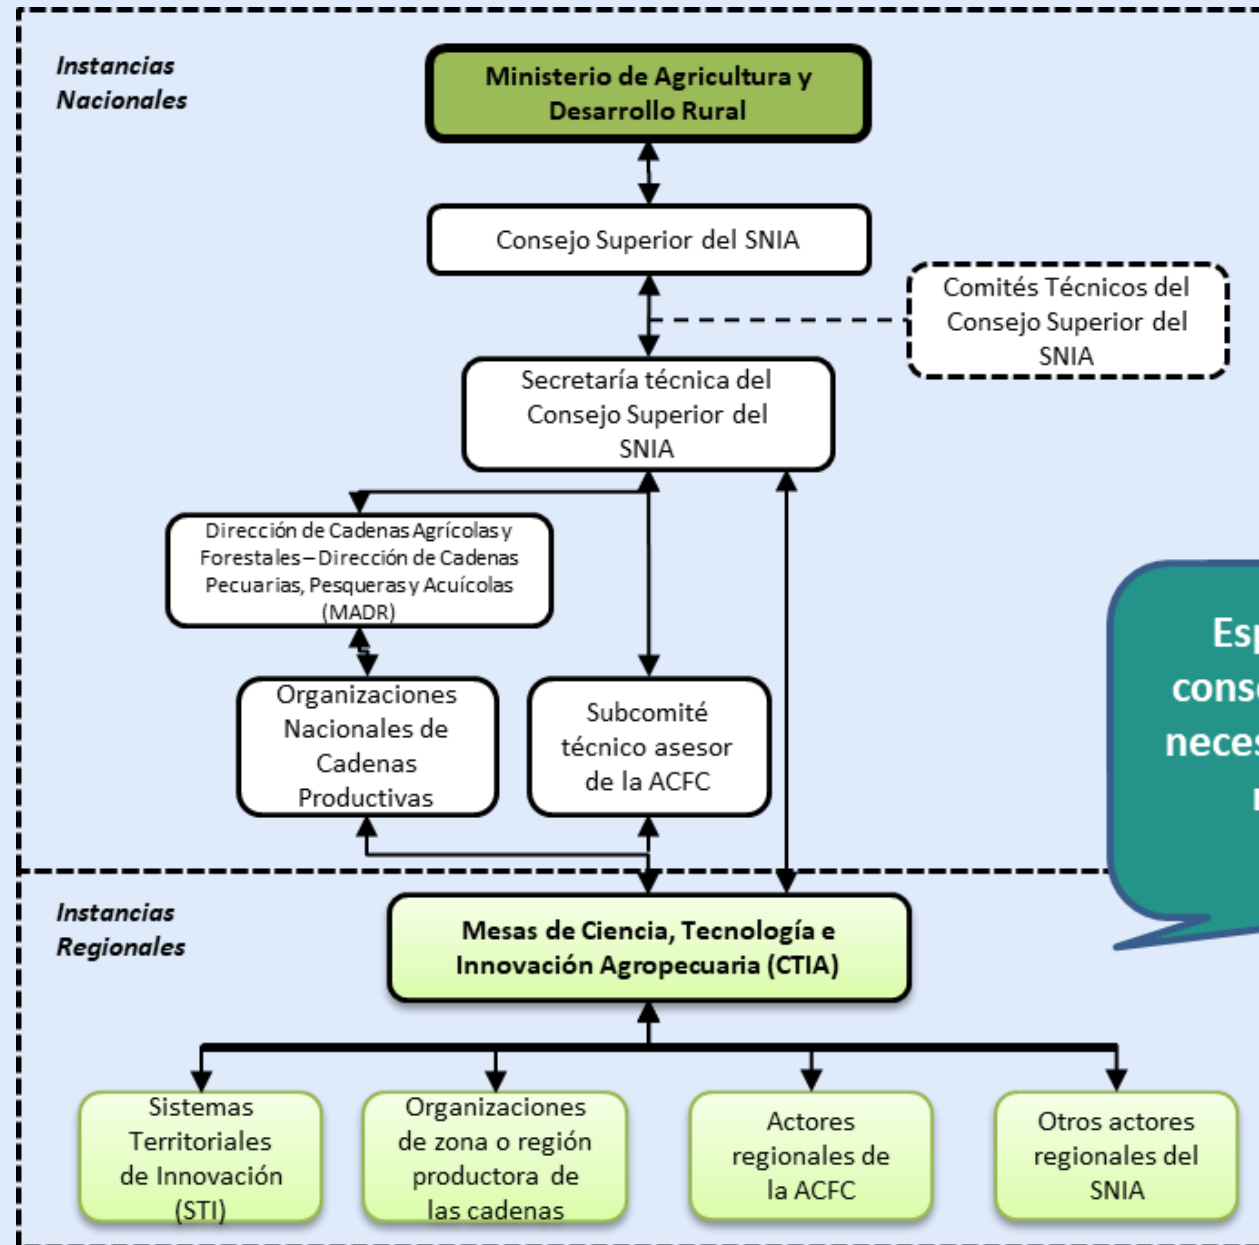 Instancias
Nacionales
Ministerio de Agricultura y
Desarrollo Rural
Consejo Superior del SNIA
Comités Técnicos del
Consejo Superior del
SNIA
Secretaría técnica del
Consejo Superior del
SNIA
Dirección de Cadenas Agrícolas y
Forestales – Dirección de Cadenas
Pecuarias, Pesqueras y Acuícolas
(MADR)
Organizaciones
Nacionales de
Cadenas
Productivas
Subcomité
técnico asesor
de la ACFC
Instancias
Regionales
Mesas de Ciencia, Tecnología e
Innovación Agropecuaria (CTIA)
Sistemas
Territoriales
de Innovación
(STI)
Organizaciones
de zona o región
productora de
las cadenas
Actores
regionales de
la ACFC
Otros actores
regionales del
SNIA